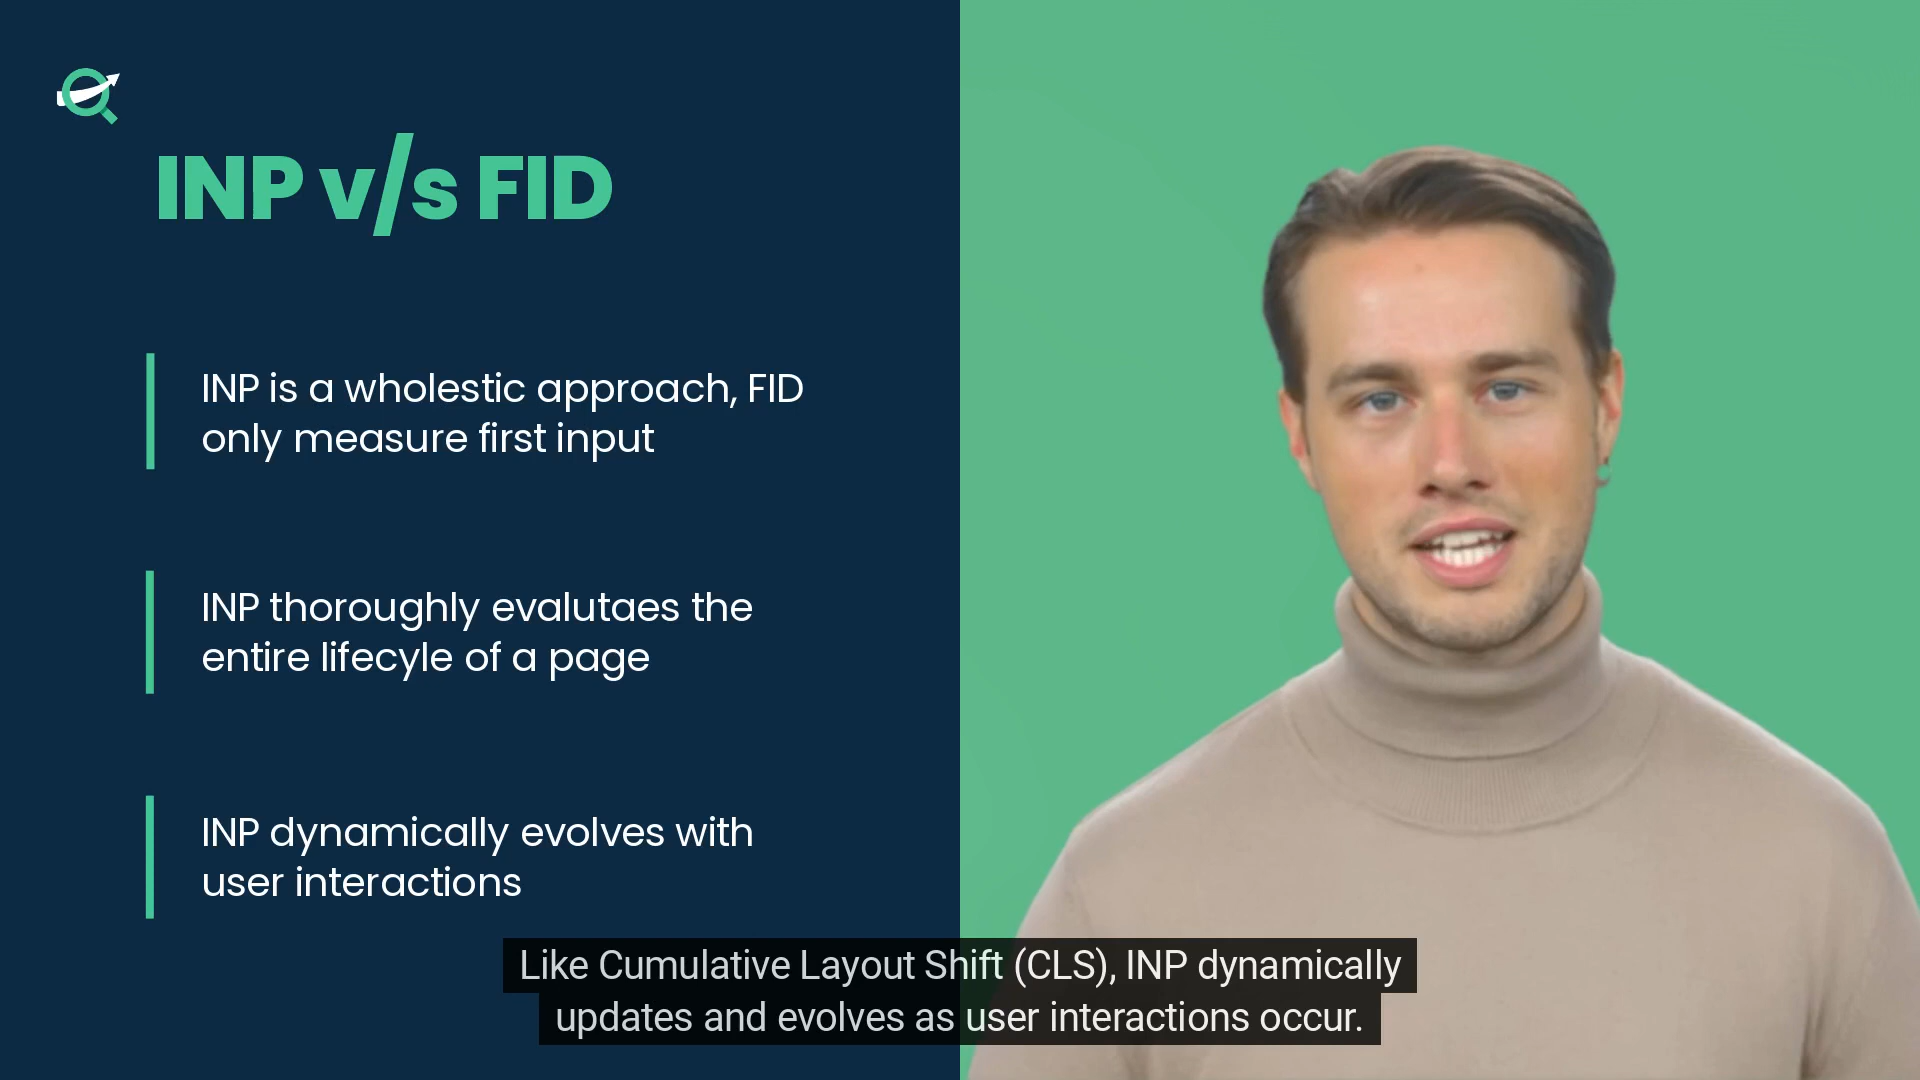 INP v/s FID
INP is a wholestic approach, FID
only measure first input
INP thoroughly evalutaes the
entire lifecyle of a page
INP dynamically evolves with
user interactions
Like Cumulative Layout Shift (CLS), INP dynamically
updates and evolves as user interactions occur.